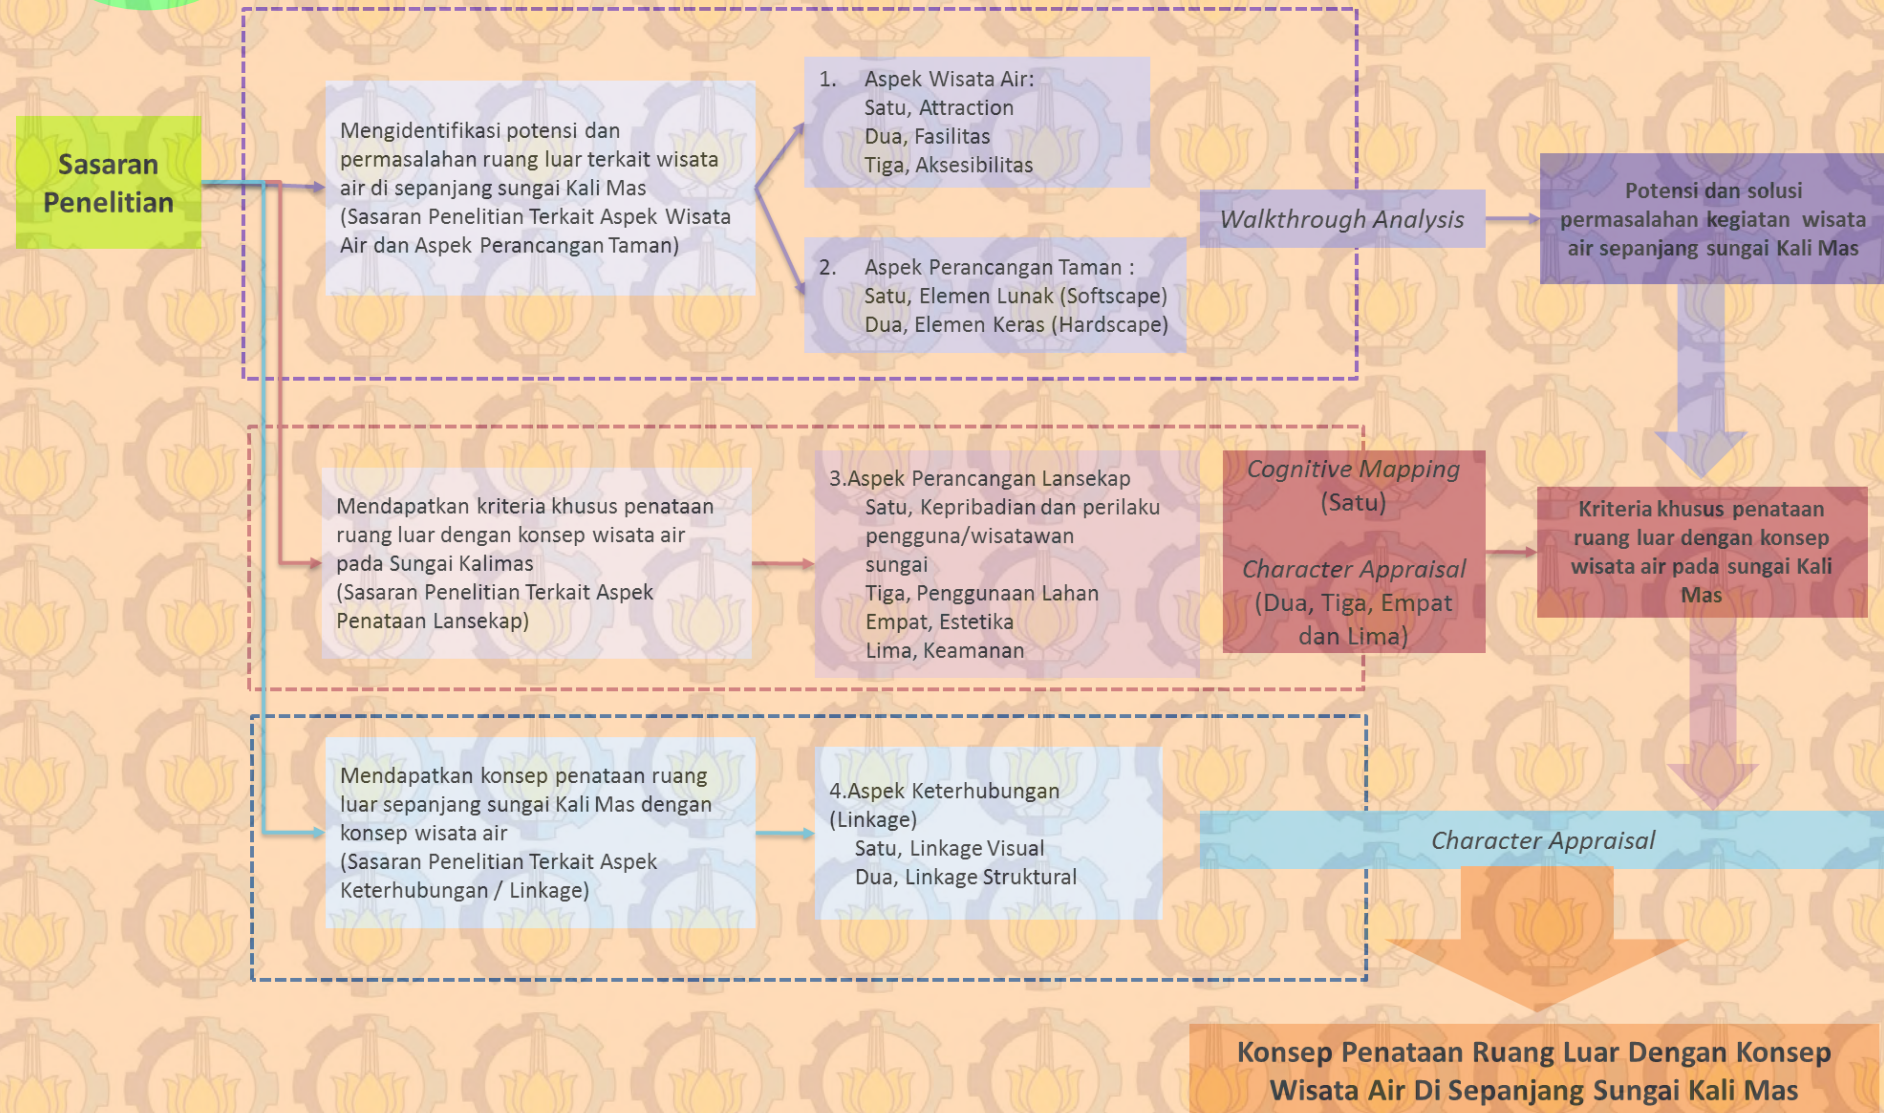 Sasaran
Penelitian
Mengidentifikasi potensi dan
permasalahan ruang luar terkait wisata
air di sepanjang sungai Kali Mas
(Sasaran Penelitian Terkait Aspek Wisata
Air dan Aspek Perancangan Taman)
1. Aspek Wisata Air:
Satu, Attraction
Dua, Fasilitas
Tiga, Aksesibilitas
2. Aspek Perancangan Taman :
Satu, Elemen Lunak (Softscape)
Dua, Elemen Keras (Hardscape)
Walkthrough Analysis
Potensi dan solusi
permasalahan kegiatan wisata
air sepanjang sungai Kali Mas
Mendapatkan kriteria khusus penataan
ruang luar dengan konsep wisata air
pada Sungai Kalimas
(Sasaran Penelitian Terkait Aspek
Penataan Lansekap)
3.Aspek Perancangan Lansekap
Satu, Kepribadian dan perilaku
pengguna/wisatawan
sungai
Tiga, Penggunaan Lahan
Empat, Estetika
Lima, Keamanan
Cognitive Mapping
(Satu)
Character Appraisal
(Dua, Tiga, Empat
dan Lima)
Kriteria khusus penataan
ruang luar dengan konsep
wisata air pada sungai Kali
Mas
Mendapatkan konsep penataan ruang
luar sepanjang sungai Kali Mas dengan
konsep wisata air
(Sasaran Penelitian Terkait Aspek
Keterhubungan / Linkage)
4.Aspek Keterhubungan
(Linkage)
Satu, Linkage Visual
Dua, Linkage Struktural
Character Appraisal
Konsep Penataan Ruang Luar Dengan Konsep
Wisata Air Di Sepanjang Sungai Kali Mas